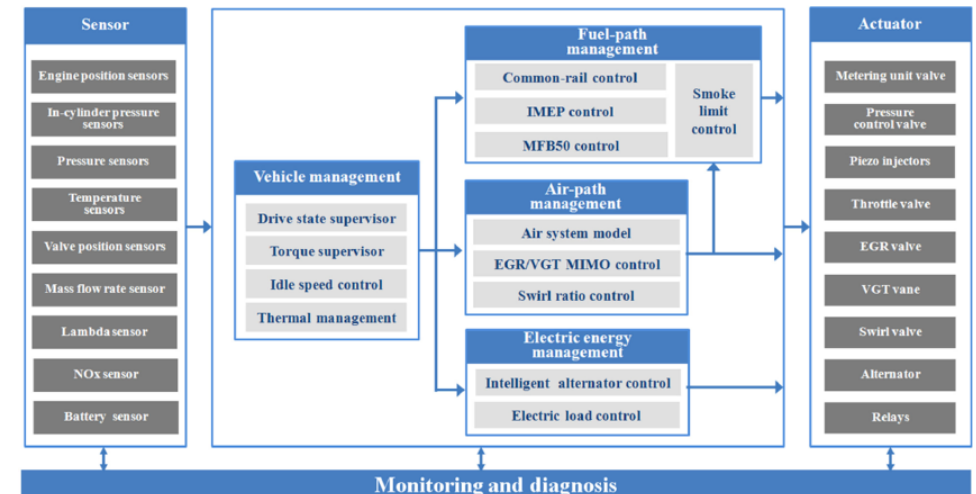 Sensor
Engine position sensors
In-cylinder pressure
sensors
Pressure sensors
Temperature
sensors
Valve position sensors
Mass flow rate sensor
Lambda sensor
NOx sensor
Battery sensor
Vehicle management
Drive state supervisor
Torque supervisor
Idle speed control
Thermal management
Fuel-path
management
Common-rail control
IMEP control
MFB50 control
Smoke
limit
control
Air-path
management
Air system model
EGR/VGT MIMO control
Swirl ratio control
Electric energy
management
Intelligent alternator control
Electric load control
Actuator
Metering unit valve
Pressure
control valve
Piezo injectors
Throttle valve
EGR valve
VGT vane
Swirl valve
Alternator
Relays
Monitoring and diagnosis